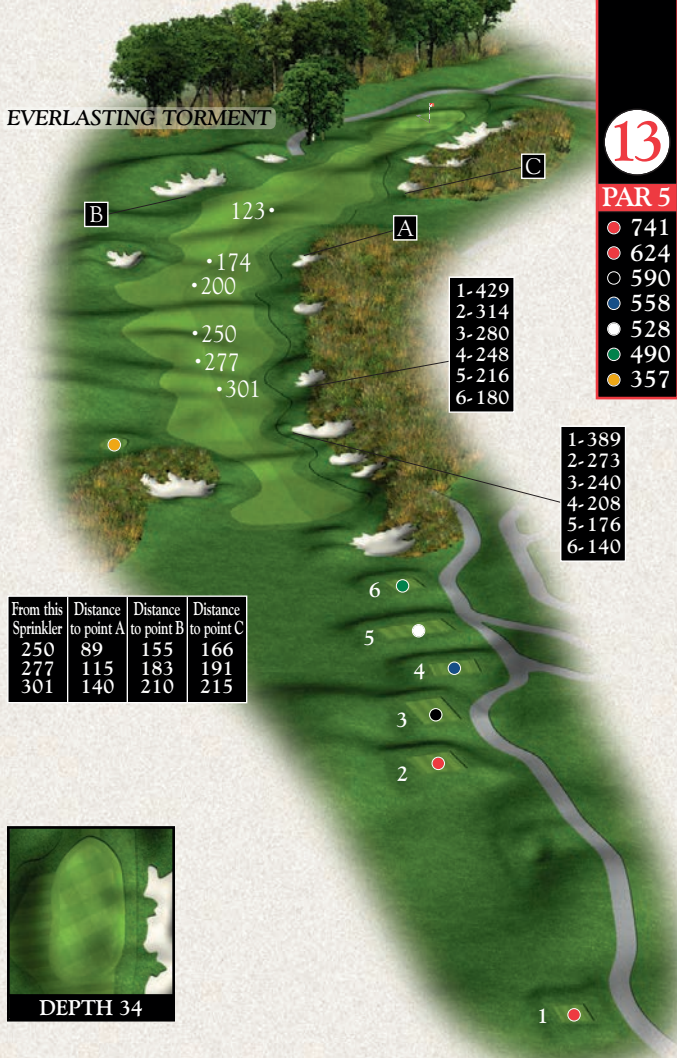 EVERLASTING TORMENT
13
PAR 5
741
624
590
558
528
490
357
C
B
123
A
174
200
1-429
2-314
3-280
4-248
5-216
6-180
250
277
301
1-389
2-273
3-240
4-208
5-176
6-140
6
5
4
3
2
1
From this Distance Distance Distance
Sprinkler to point A to point B to point C
250 89 155 166
277 115 183 191
301 140 210 215
DEPTH 34